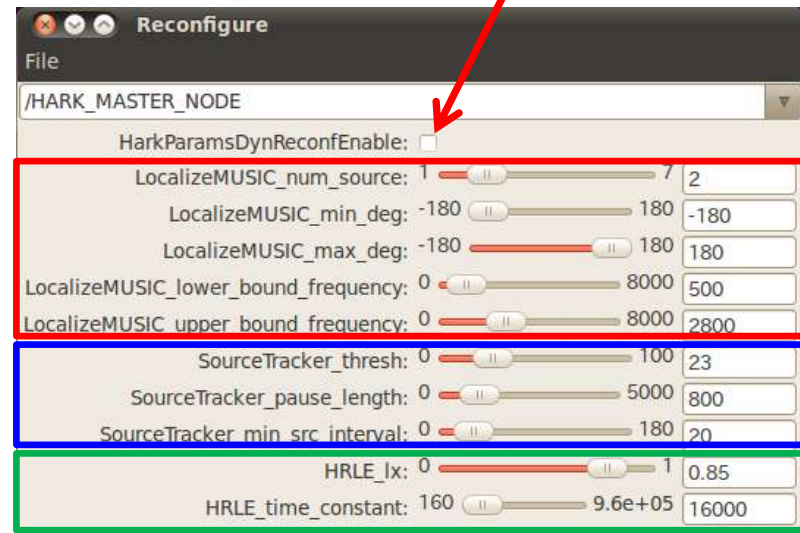 Reconfigure
File
/HARK_MASTER_NODE
HarkParamsDynReconfEnable:
LocalizeMUSIC_num_source: 1 7 2
LocalizeMUSIC_min_deg: -180 180 -180
LocalizeMUSIC_max_deg: -180 180 180
LocalizeMUSIC_lower_bound_frequency: 0 8000 500
LocalizeMUSIC_upper_bound_frequency: 0 8000 2800
SourceTracker_thresh: 0 100 23
SourceTracker_pause_length: 0 5000 800
SourceTracker_min_src_interval: 0 180 20
HRLE_lx: 0 1 0.85
HRLE_time_constant: 160 9.6e+05 16000